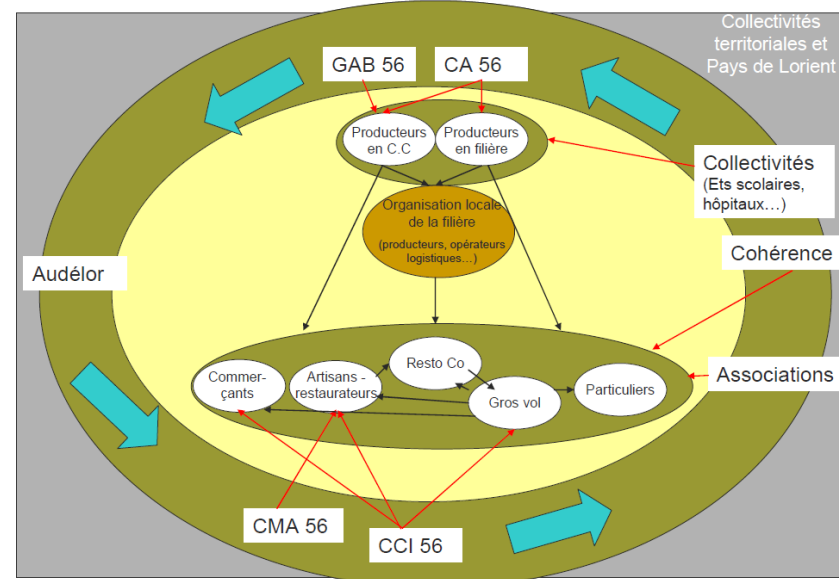 Collectivités
territoriales et
Pays de Lorient
GAB 56
CA 56
Producteurs
en C.C
Producteurs
en filière
Collectivités
(Ets scolaires,
hôpitaux…)
Organisation locale
de la filière
(producteurs, opérateurs
logistiques…)
Cohérence
Audélor
Associations
Commer-
çants
Artisans -
restaurateurs
Resto Co
Gros vol
Particuliers
CMA 56
CCI 56